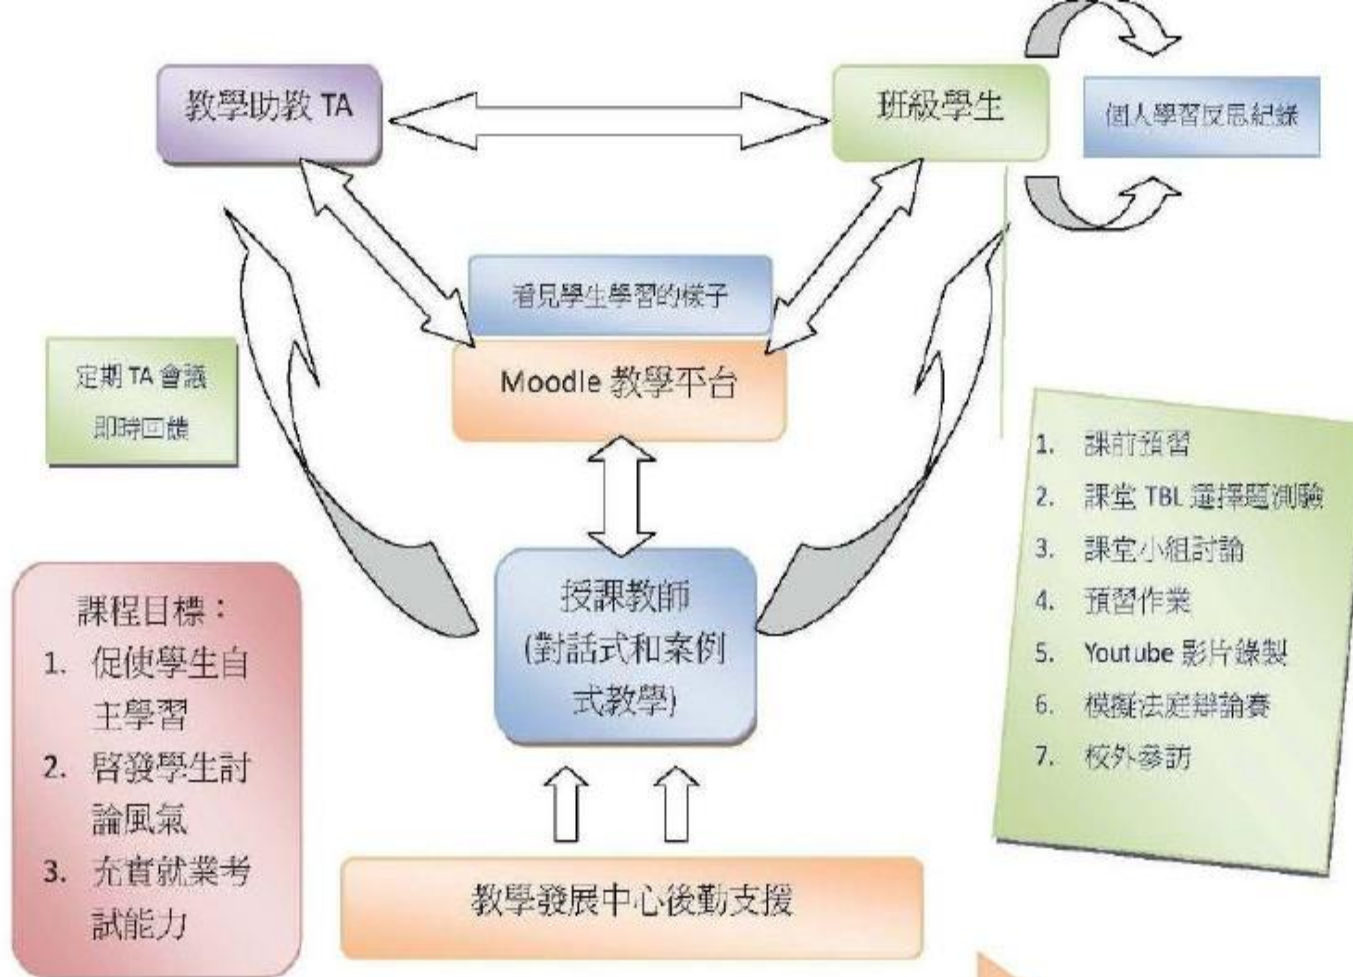 教學助教 TA
班級學生
個人學習反思紀錄
看見學生學習的樣子
Moodle 教學平台
定期 TA 會議
即時回饋
授課教師
(對話式和案例
式教學)
課程目標：
1. 促使學生自
主學習
2. 啓發學生討
論風氣
3. 充實就業考
試能力
1. 課前預習
2. 課堂 TBL 選擇題測驗
3. 課堂小組討論
4. 預習作業
5. Youtube 影片錄製
6. 模擬法庭辯論賽
7. 校外參訪
教學發展中心後勤支援